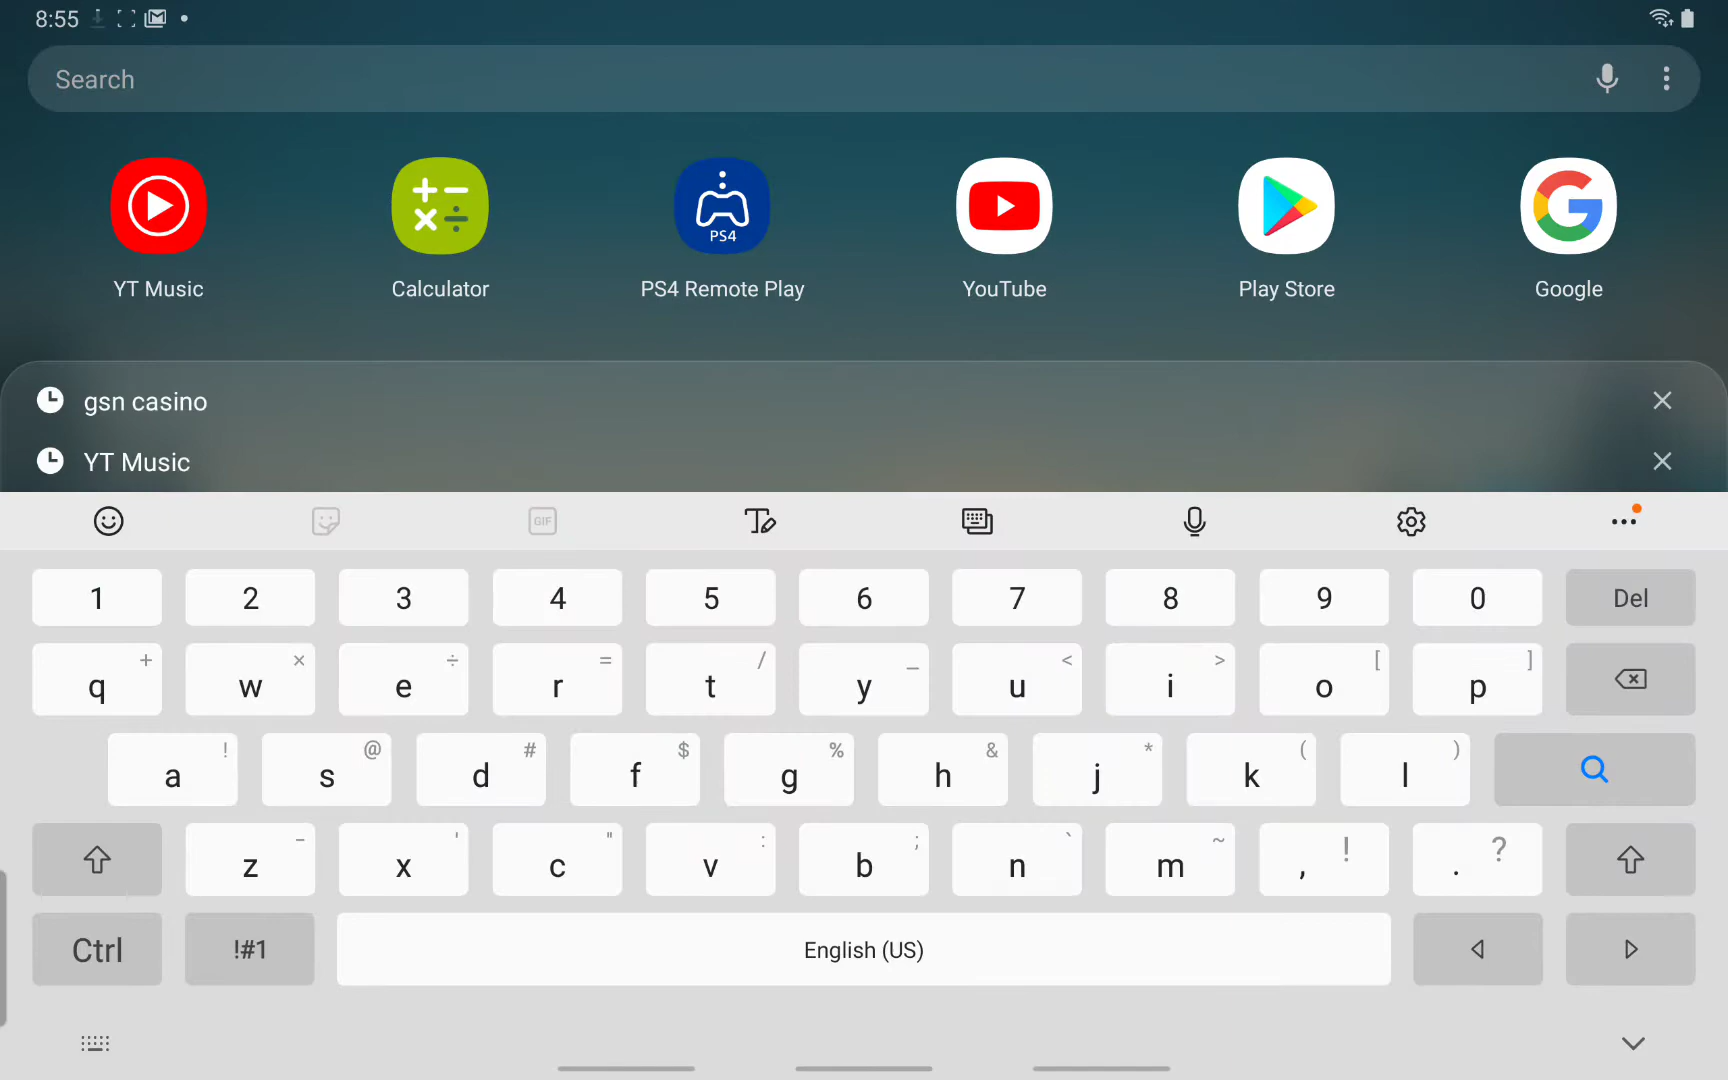 8:55
Search
PS4
YT Music Calculator PS4 Remote Play YouTube Play Store Google
gsn casino
YT Music
GIF
1 2 3 4 5 6 7 8 9 0 Del
+ × ÷ = / _ < > [ ]
q w e r t y u i o p
! @ # $ % & * ( )
a s d f g h j k l
- ' " : ; ` ~ ! ?
z x c v b n m , .
Ctrl !#1 English (US)